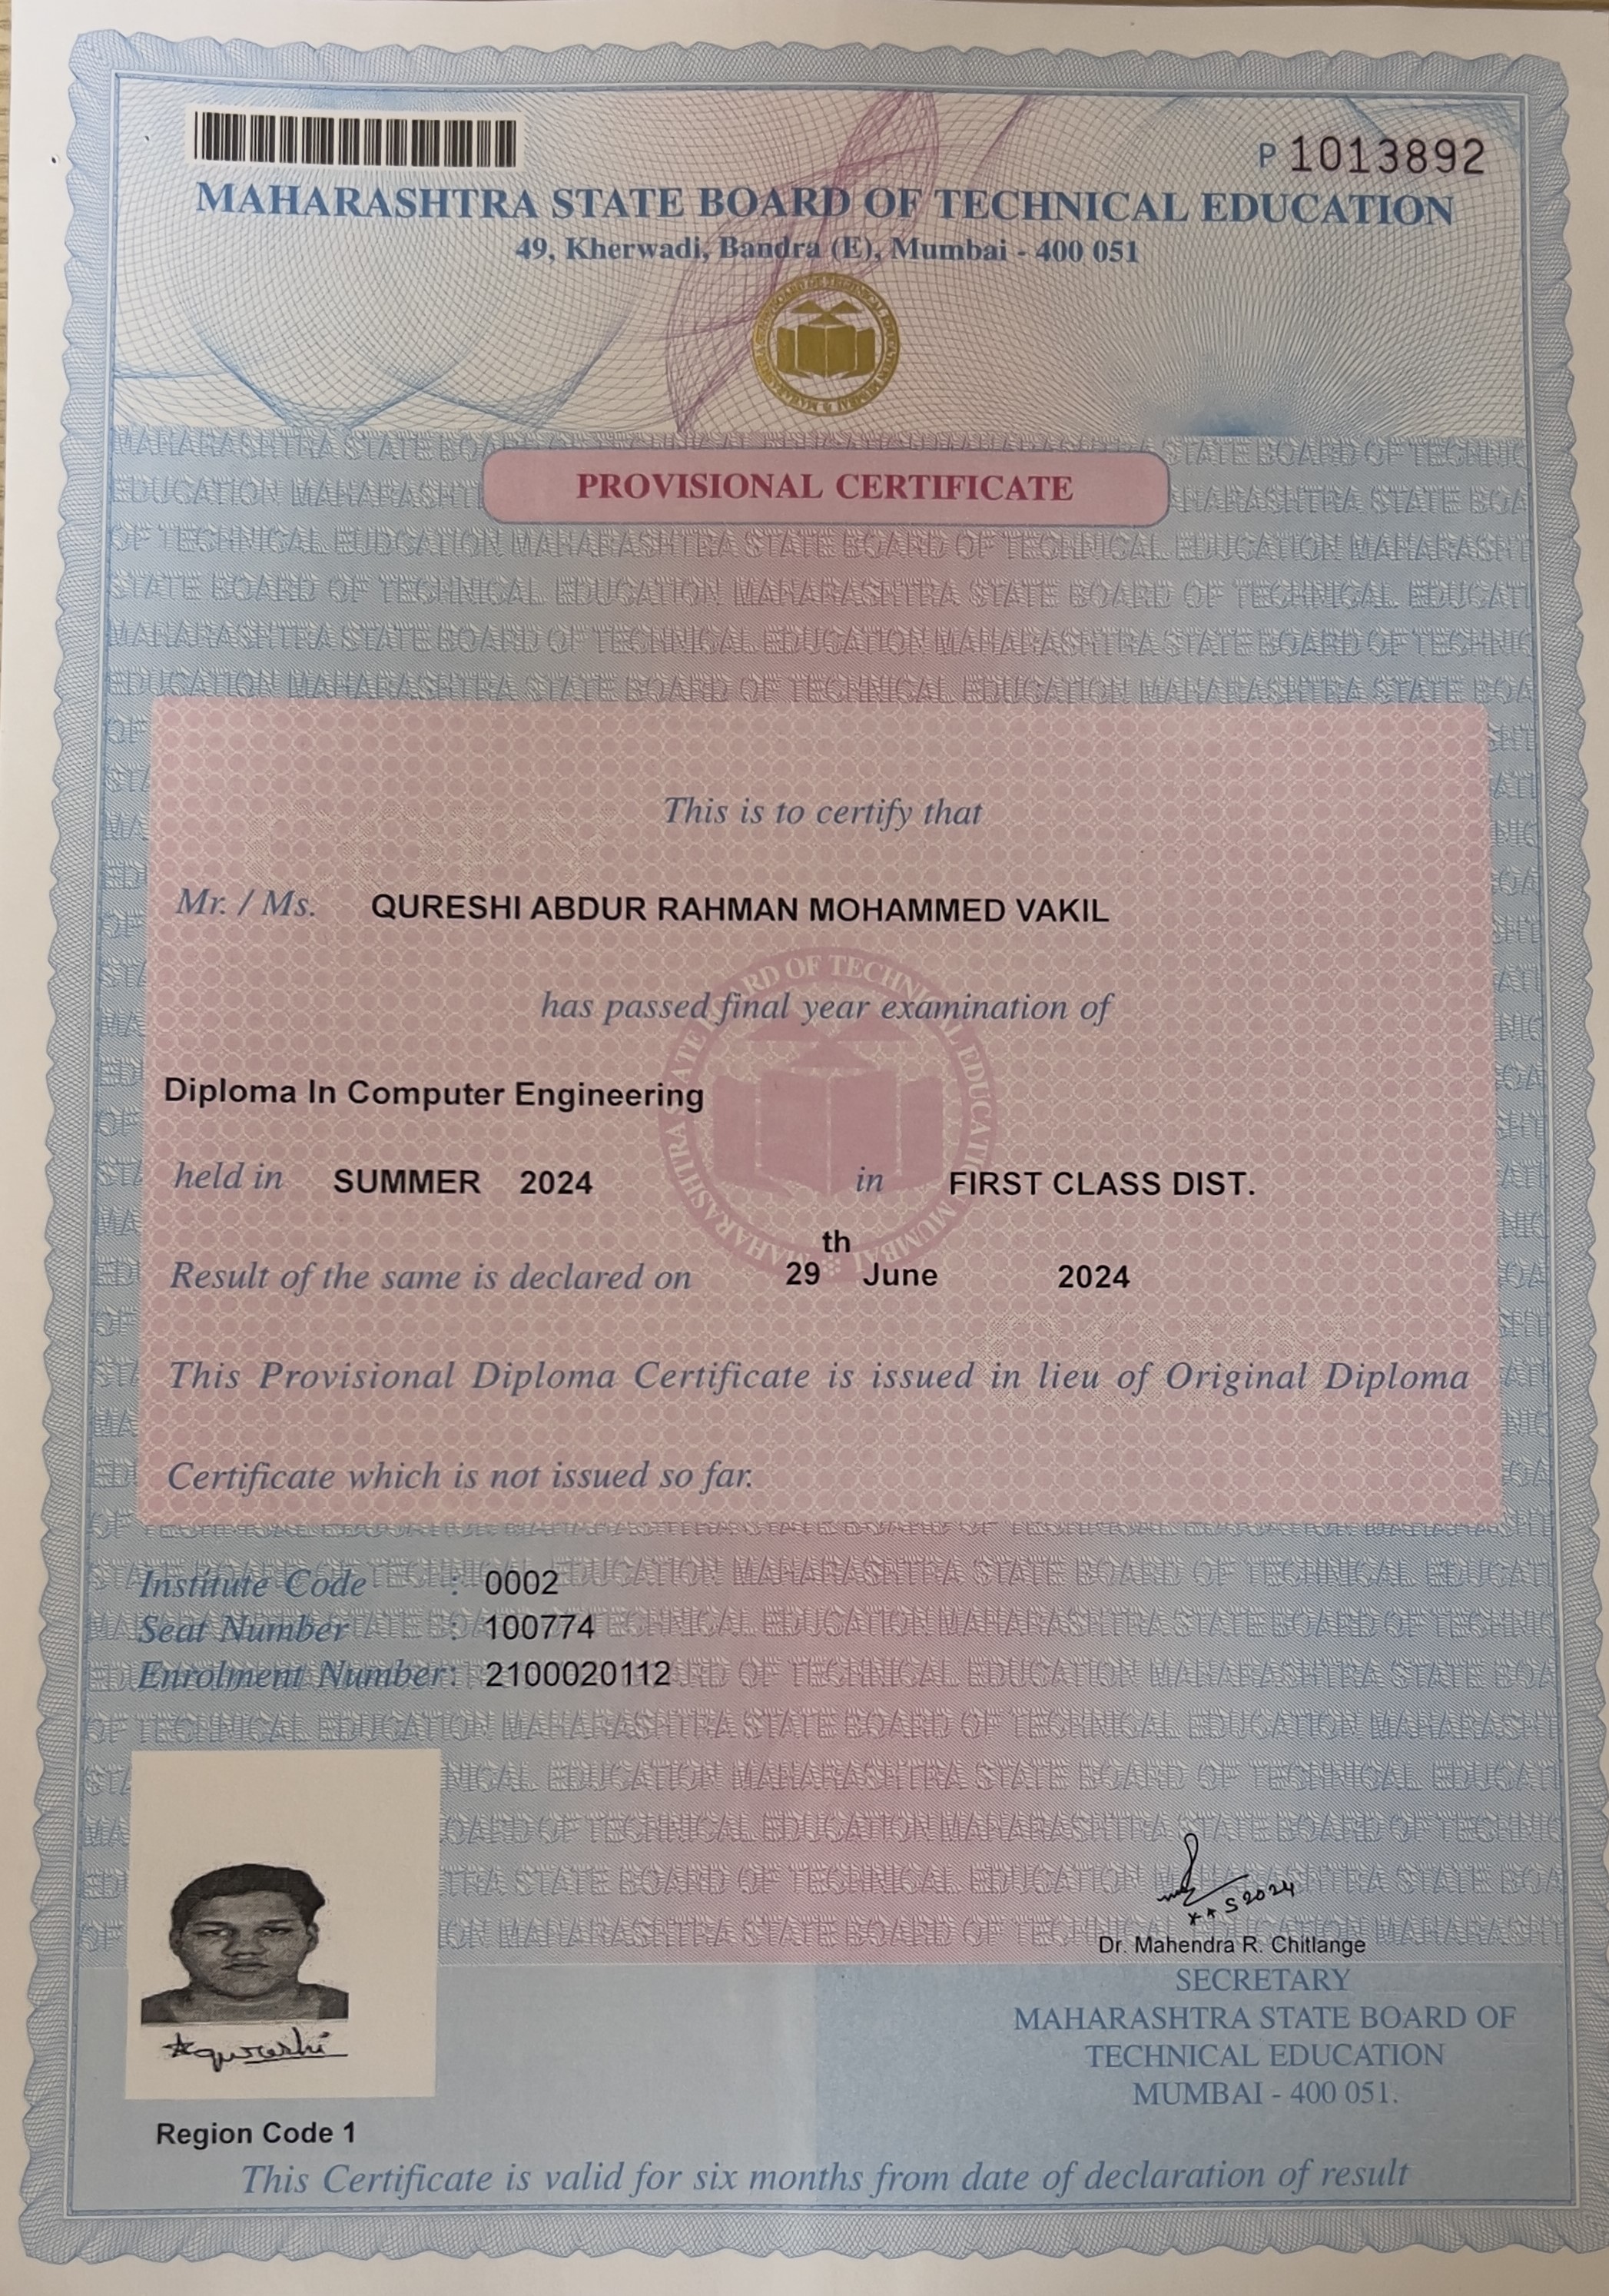 P 1013892
MAHARASHTRA STATE BOARD OF TECHNICAL EDUCATION
49, Kherwadi, Bandra (E), Mumbai - 400 051
PROVISIONAL CERTIFICATE
This is to certify that
Mr. / Ms. QURESHI ABDUR RAHMAN MOHAMMED VAKIL
has passed final year examination of
Diploma In Computer Engineering
held in SUMMER 2024 in FIRST CLASS DIST.
Result of the same is declared on 29 th June 2024
This Provisional Diploma Certificate is issued in lieu of Original Diploma
Certificate which is not issued so far.
Institute Code : 0002
Seat Number : 100774
Enrolment Number : 2100020112
S2024
Dr. Mahendra R. Chitlange
SECRETARY
MAHARASHTRA STATE BOARD OF
TECHNICAL EDUCATION
MUMBAI - 400 051.
Aqureshi
Region Code 1
This Certificate is valid for six months from date of declaration of result